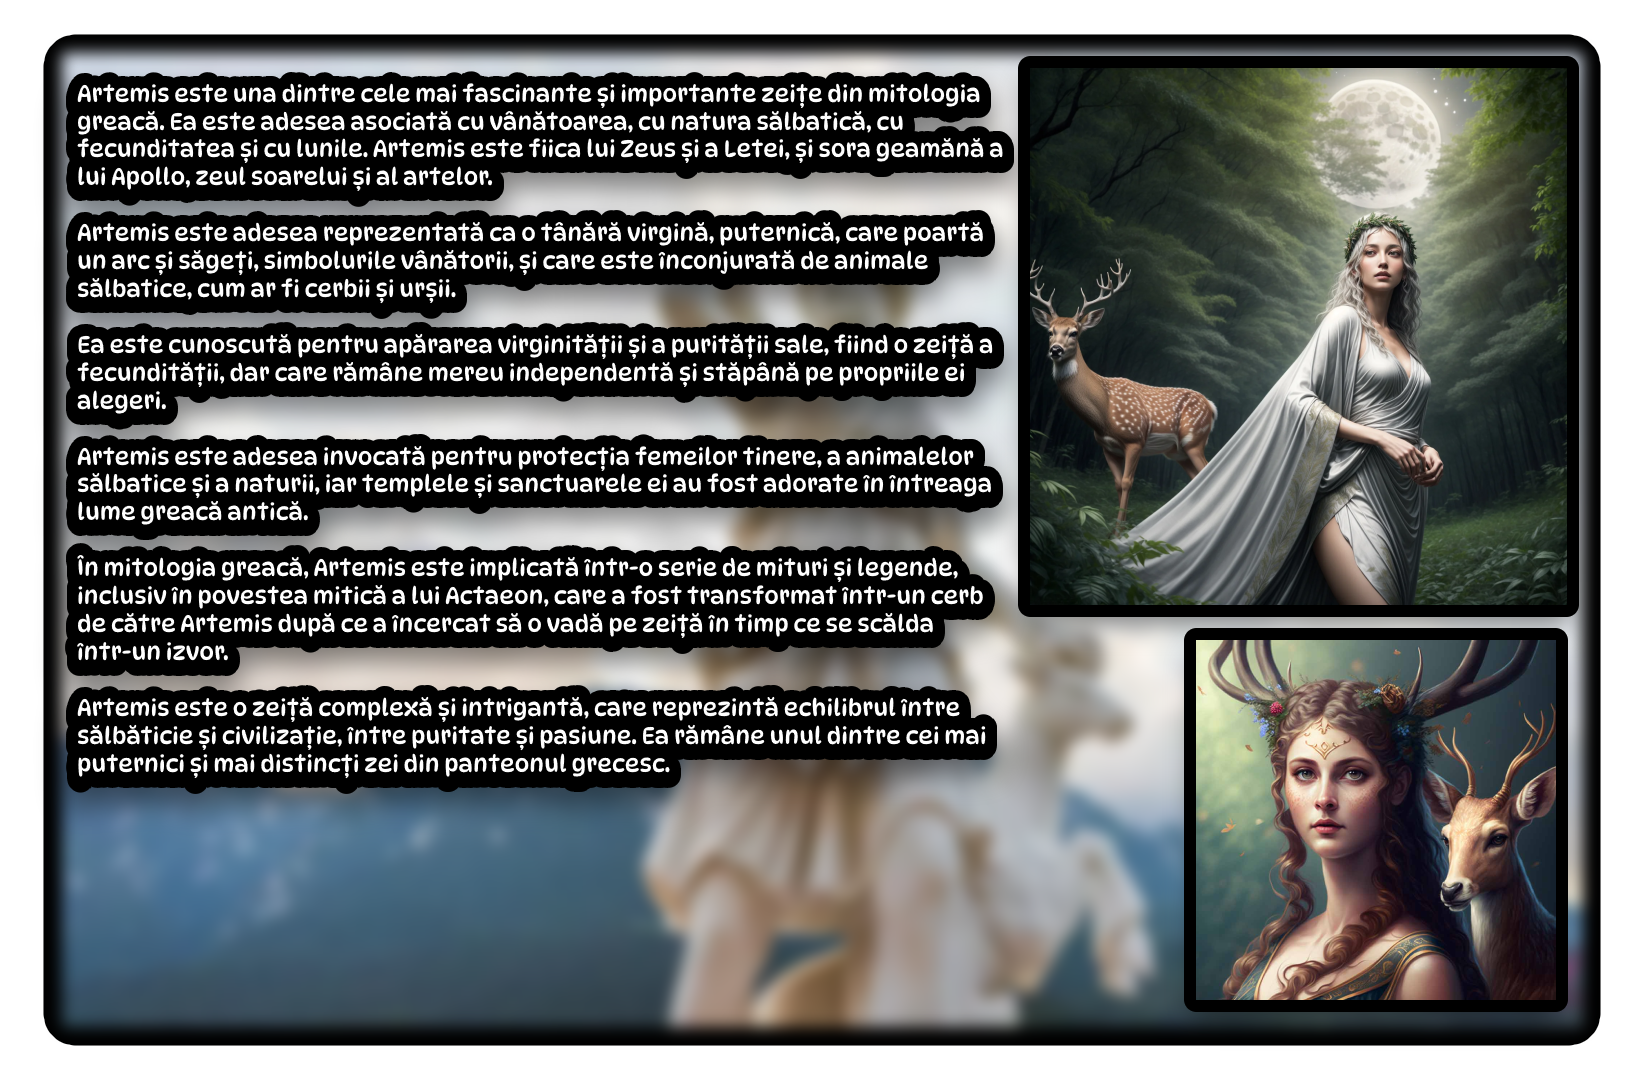 Artemis este una dintre cele mai fascinante și importante zeițe din mitologia
greacă. Ea este adesea asociată cu vânătoarea, cu natura sălbatică, cu
fecunditatea și cu lunile. Artemis este fiica lui Zeus și a Letei, și sora geamănă a
lui Apollo, zeul soarelui și al artelor.
Artemis este adesea reprezentată ca o tânără virgină, puternică, care poartă
un arc și săgeți, simbolurile vânătorii, și care este înconjurată de animale
sălbatice, cum ar fi cerbii și urșii.
Ea este cunoscută pentru apărarea virginității și a purității sale, fiind o zeiță a
fecundității, dar care rămâne mereu independentă și stăpână pe propriile ei
alegeri.
Artemis este adesea invocată pentru protecția femeilor tinere, a animalelor
sălbatice și a naturii, iar templele și sanctuarele ei au fost adorate în întreaga
lume greacă antică.
În mitologia greacă, Artemis este implicată într-o serie de mituri și legende,
inclusiv în povestea mitică a lui Actaeon, care a fost transformat într-un cerb
de către Artemis după ce a încercat să o vadă pe zeiță în timp ce se scălda
într-un izvor.
Artemis este o zeiță complexă și intrigantă, care reprezintă echilibrul între
sălbăticie și civilizație, între puritate și pasiune. Ea rămâne unul dintre cei mai
puternici și mai distincți zei din panteonul grecesc.